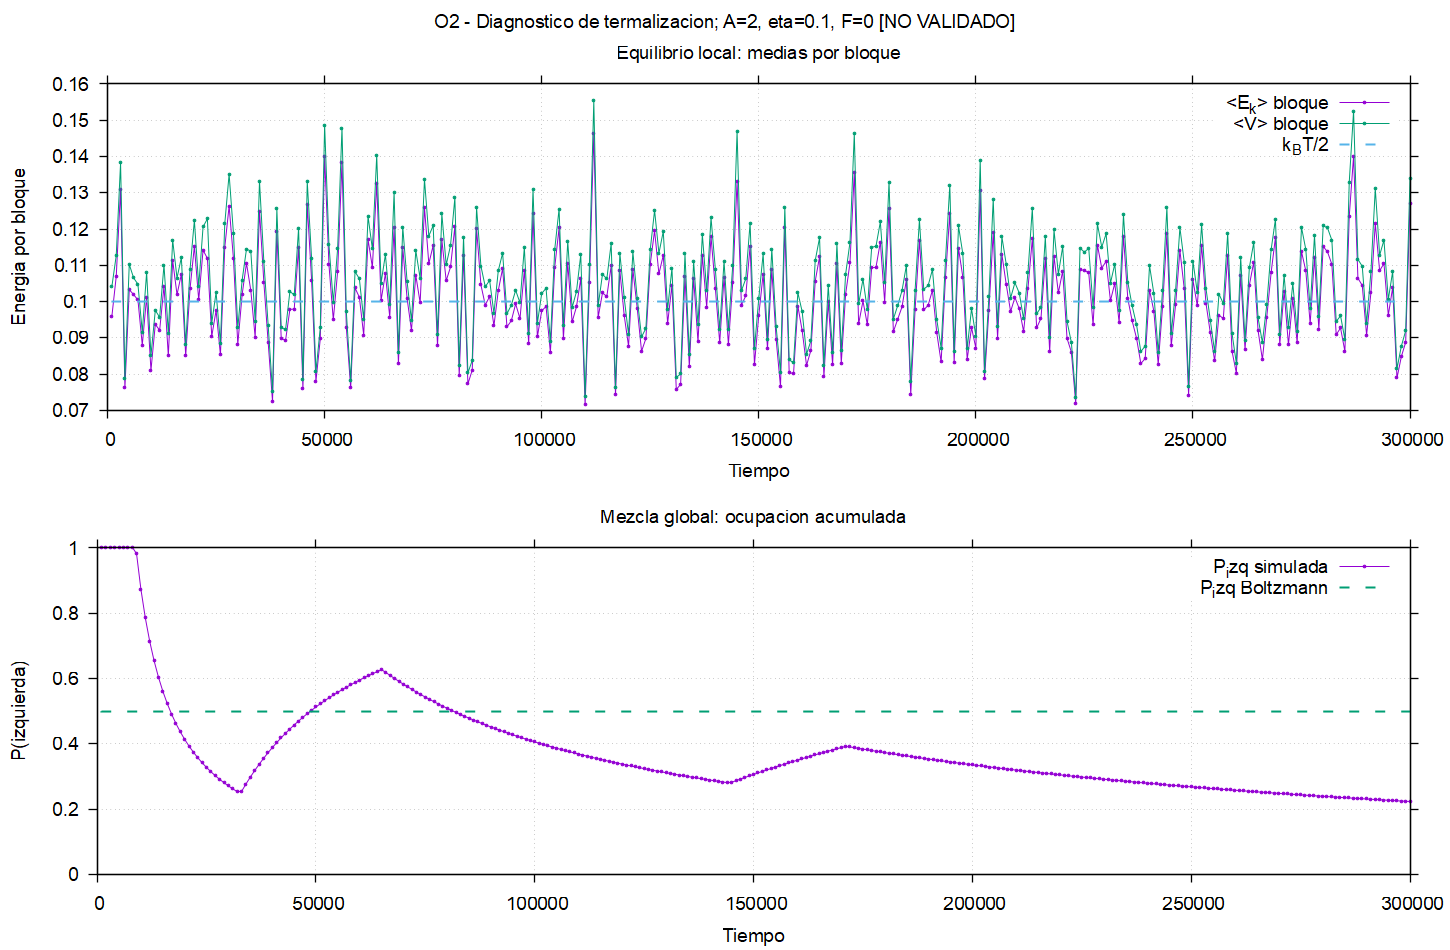 O2 - Diagnostico de termalizacion; A=2, eta=0.1, F=0 [NO VALIDADO]
Equilibrio local: medias por bloque
0.16
0.15
0.14
0.13
0.12
0.11
0.1
0.09
0.08
0.07
Energia por bloque
<Ek> bloque
<V> bloque
kBT/2
0 50000 100000 150000 200000 250000 300000
Tiempo
Mezcla global: ocupacion acumulada
1
0.8
0.6
0.4
0.2
0
P(izquierda)
Pizq simulada
Pizq Boltzmann
0 50000 100000 150000 200000 250000 300000
Tiempo